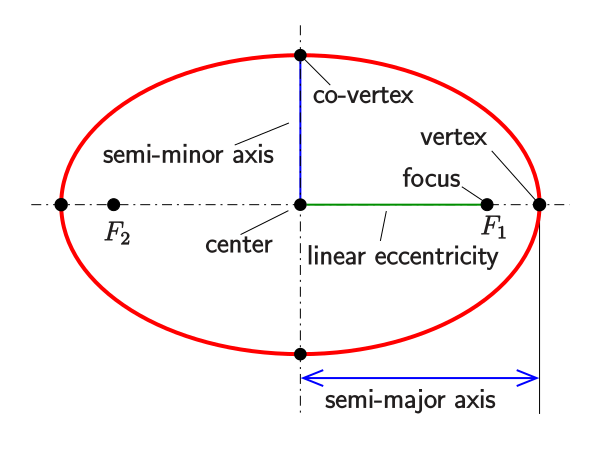 co-vertex
vertex
semi-minor axis
focus
F₂
F₁
center
linear eccentricity
semi-major axis